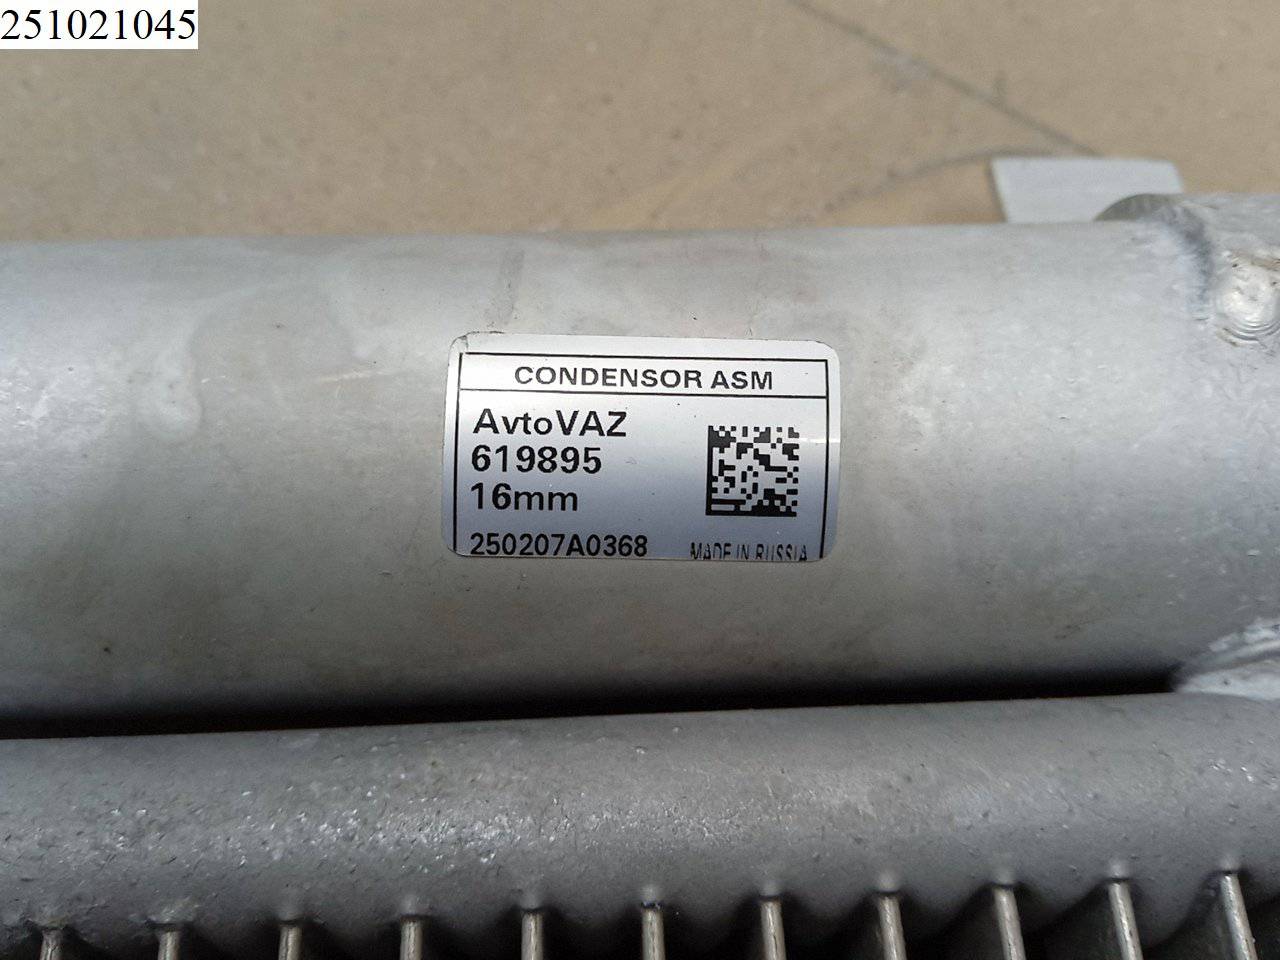 251021045
CONDENSOR ASM
AvtoVAZ
619895
16mm
250207A0368
MADE IN RUSSIA